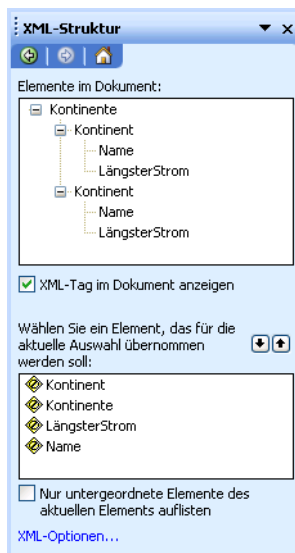 XML-Struktur
Elemente im Dokument:
Kontinente
Kontinent
Name
LängsterStrom
Kontinent
Name
LängsterStrom
XML-Tag im Dokument anzeigen
Wählen Sie ein Element, das für die
aktuelle Auswahl übernommen
werden soll:
Kontinent
Kontinente
LängsterStrom
Name
Nur untergeordnete Elemente des
aktuellen Elements auflisten
XML-Optionen...